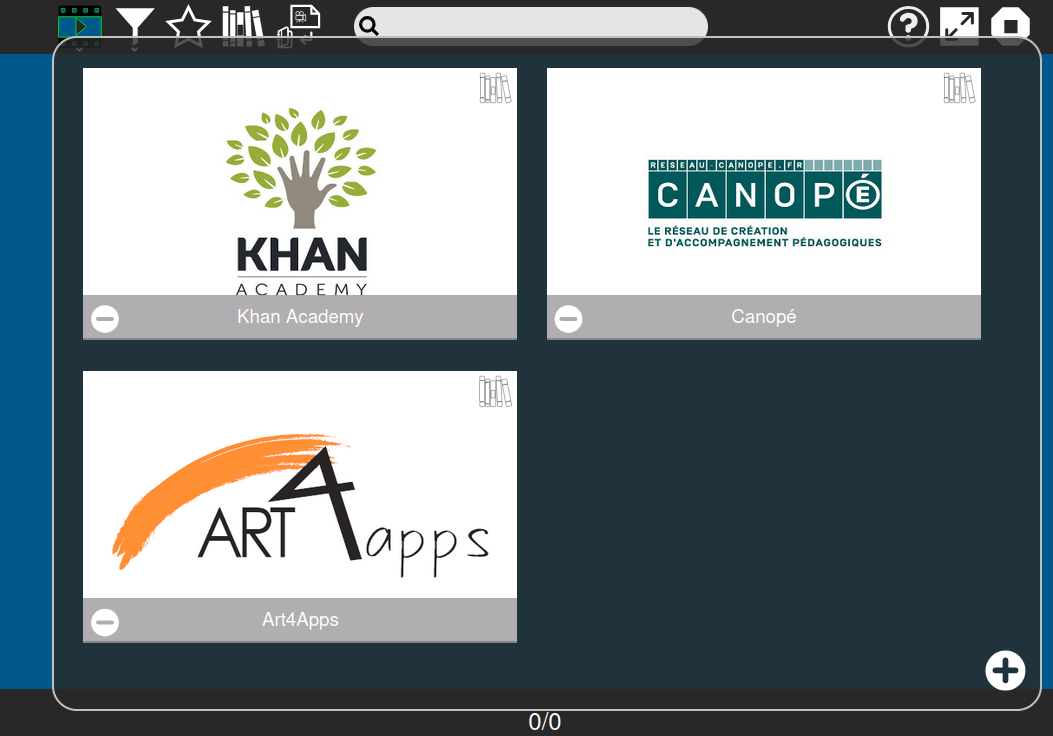 KHAN
ACADEMY
Khan Academy
RESEAU-CANOPE.FR
CANOPÉ
LE RÉSEAU DE CRÉATION
ET D'ACCOMPAGNEMENT PÉDAGOGIQUES
Canopé
ART4apps
Art4Apps
0/0